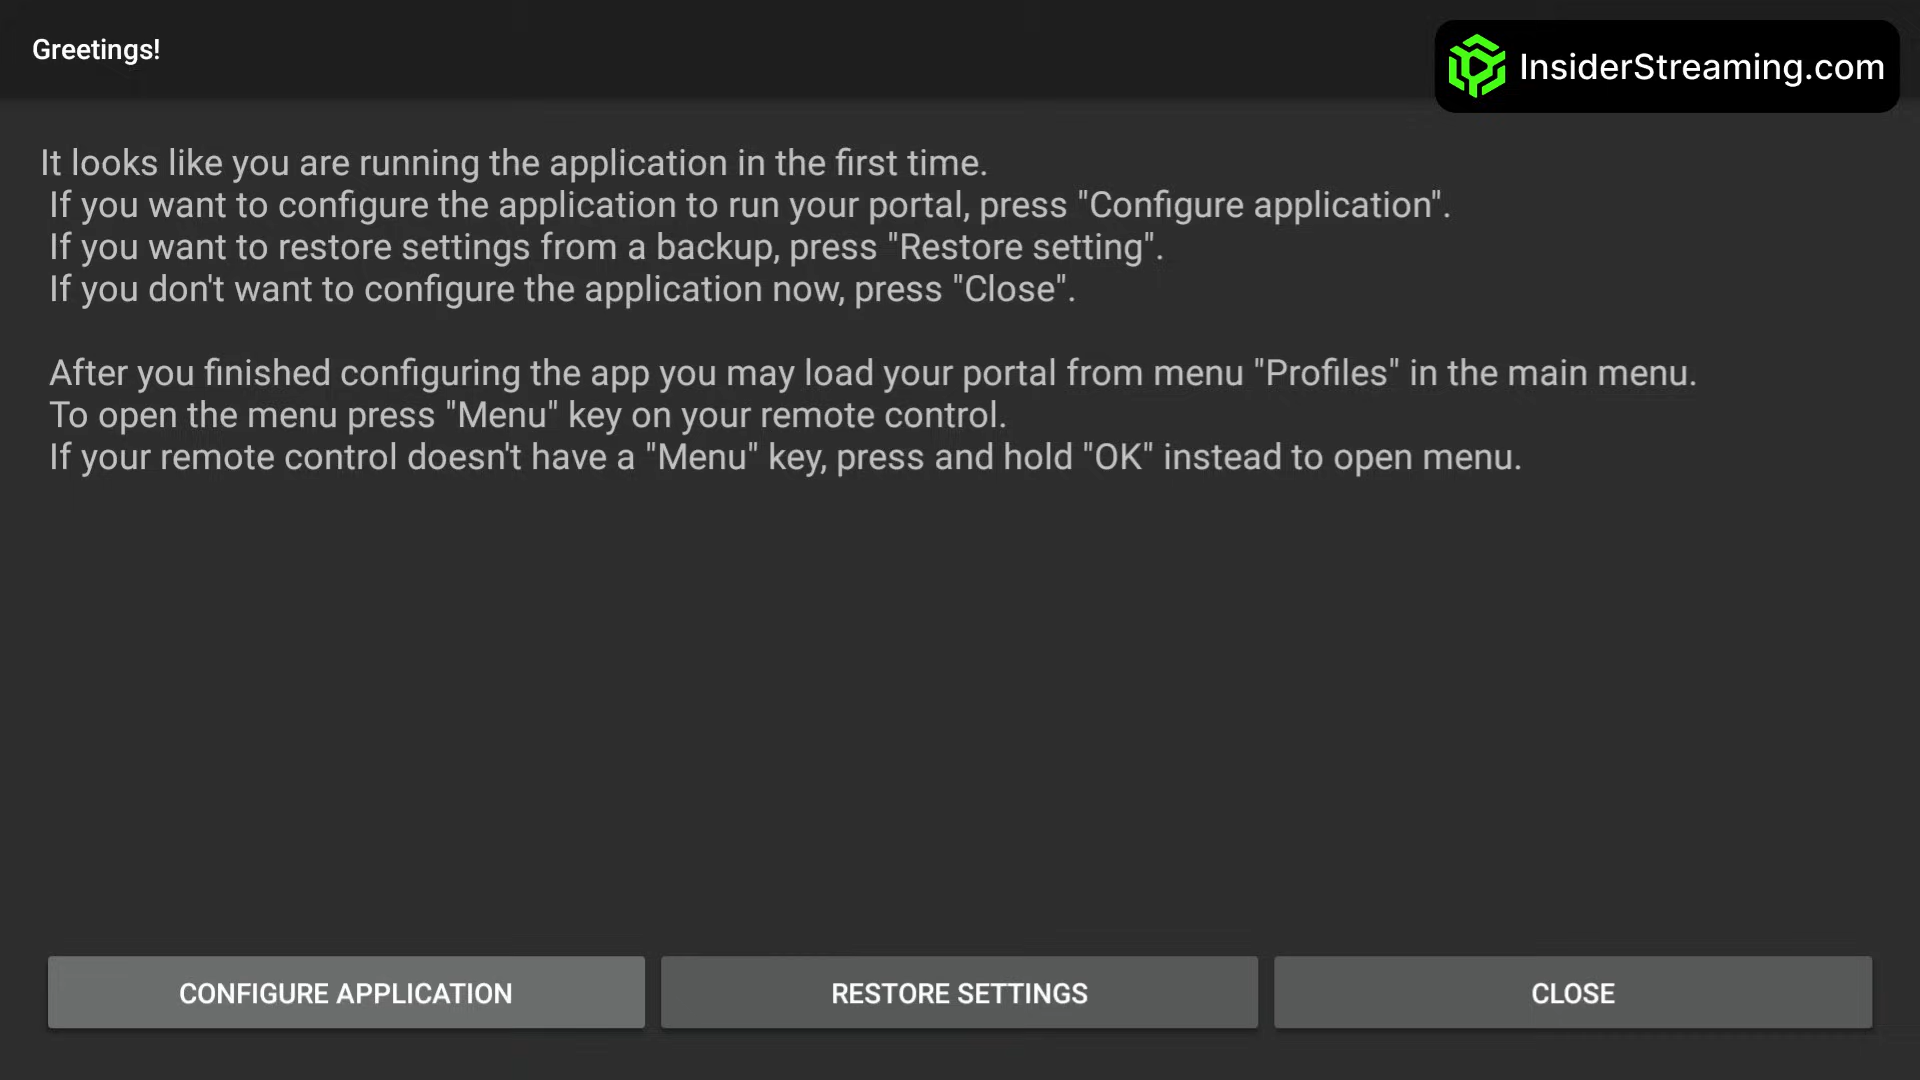 Greetings!
InsiderStreaming.com
It looks like you are running the application in the first time.
If you want to configure the application to run your portal, press "Configure application".
If you want to restore settings from a backup, press "Restore setting".
If you don't want to configure the application now, press "Close".
After you finished configuring the app you may load your portal from menu "Profiles" in the main menu.
To open the menu press "Menu" key on your remote control.
If your remote control doesn't have a "Menu" key, press and hold "OK" instead to open menu.
CONFIGURE APPLICATION
RESTORE SETTINGS
CLOSE